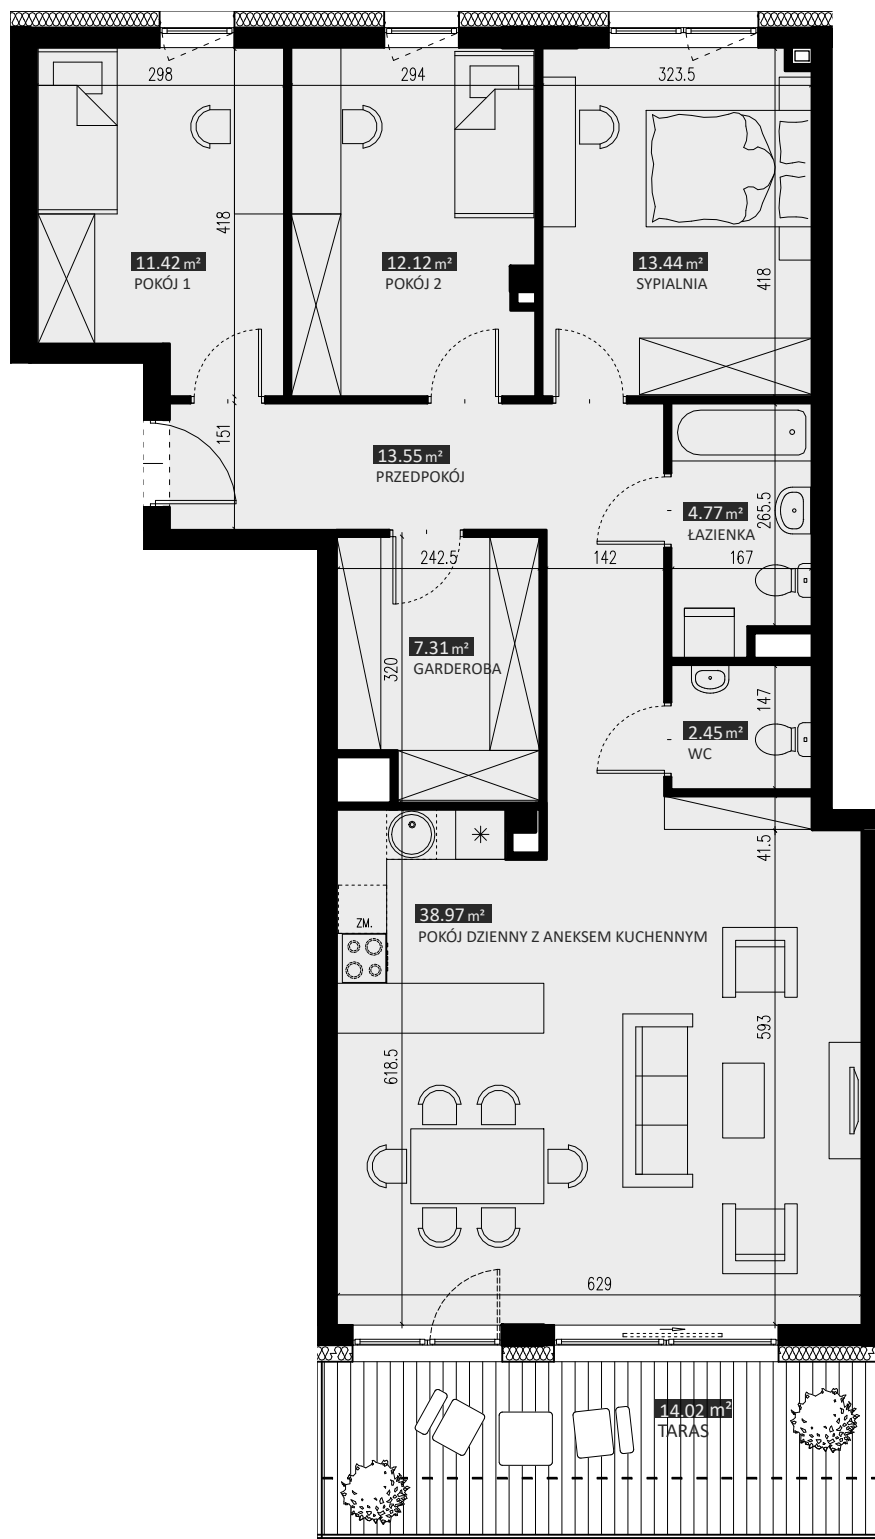 298
294
323.5
418
11.42 m²
POKÓJ 1
12.12 m²
POKÓJ 2
13.44 m²
SYPIALNIA
418
151
13.55 m²
PRZEDPOKÓJ
4.77 m²
ŁAZIENKA
265.5
242.5
142
167
7.31 m²
GARDEROBA
320
147
2.45 m²
WC
41.5
38.97 m²
POKÓJ DZIENNY Z ANEKSEM KUCHENNYM
ZM.
593
618.5
629
14.02 m²
TARAS